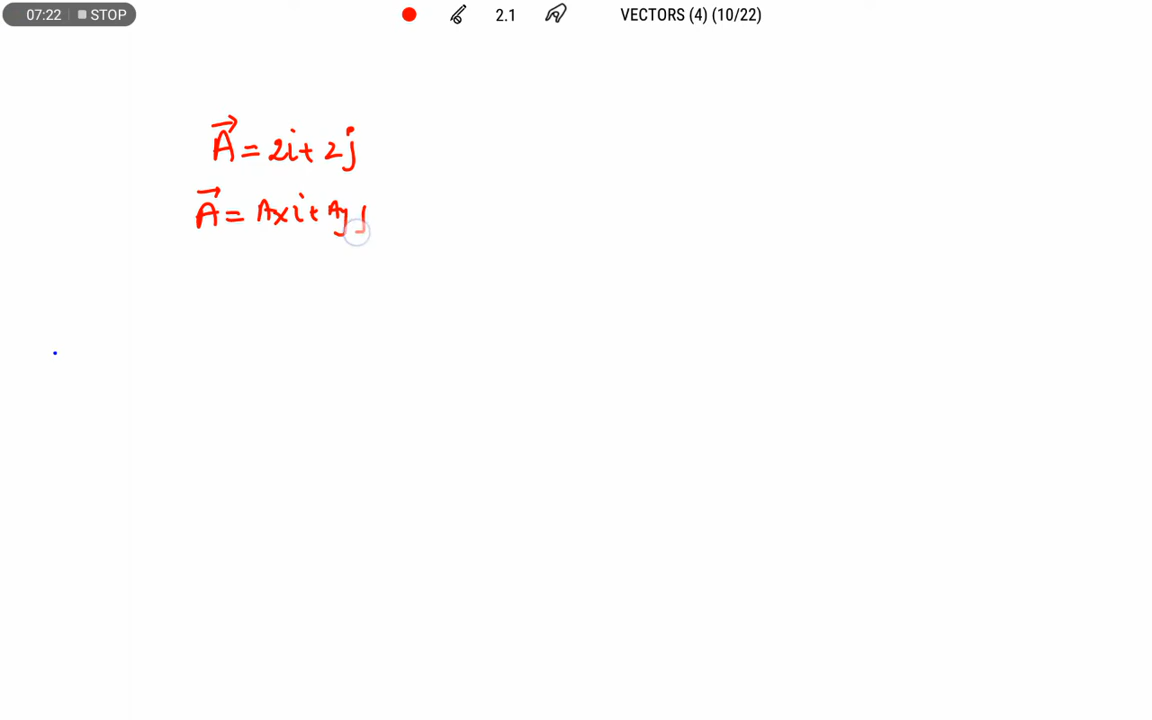 07:22 STOP 2.1 VECTORS (4) (10/22)
A⃗ = 2i + 2j
A⃗ = Axi + Ayj